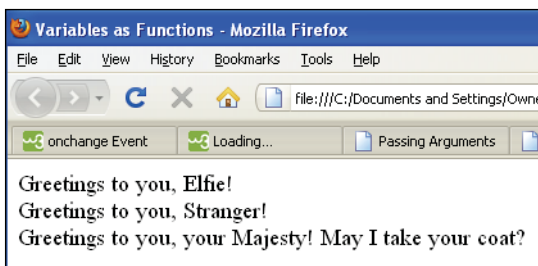 Variables as Functions - Mozilla Firefox
File Edit View History Bookmarks Tools Help
file:///C:/Documents and Settings/Owne
onchange Event Loading... Passing Arguments
Greetings to you, Elfie!
Greetings to you, Stranger!
Greetings to you, your Majesty! May I take your coat?